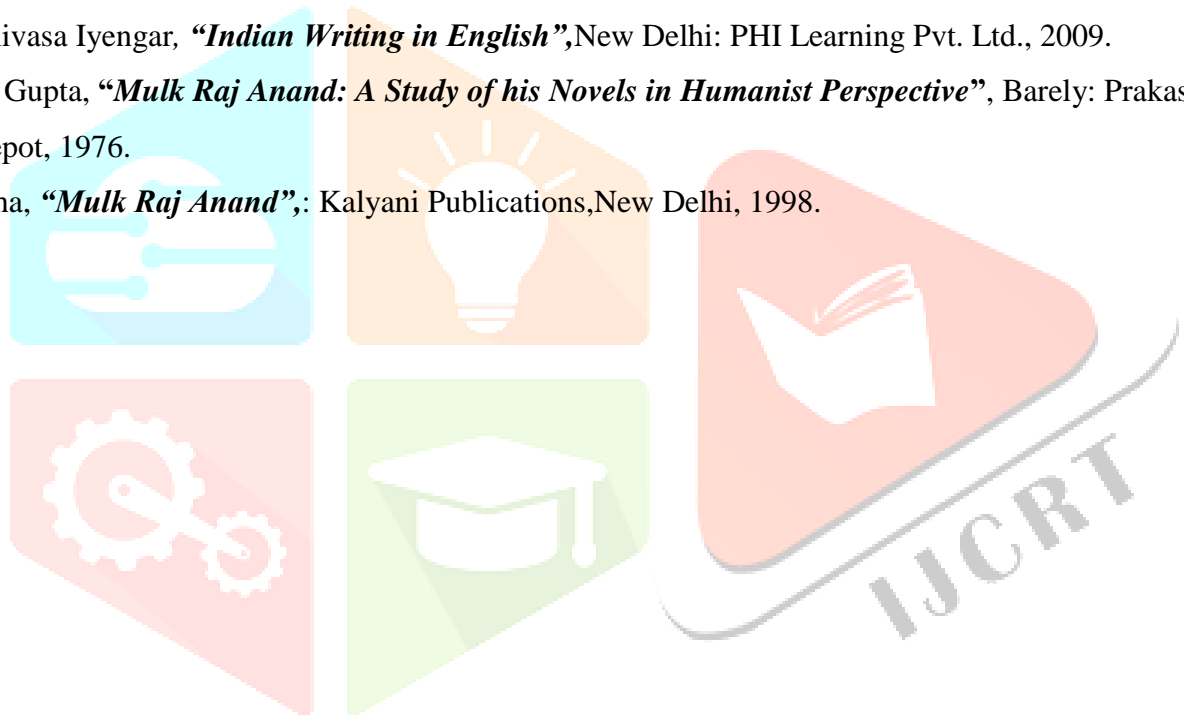 ivasa Iyengar, “Indian Writing in English”,New Delhi: PHI Learning Pvt. Ltd., 2009.
Gupta, “Mulk Raj Anand: A Study of his Novels in Humanist Perspective”, Barely: Prakas
epot, 1976.
na, “Mulk Raj Anand”,: Kalyani Publications,New Delhi, 1998.
IJCRT